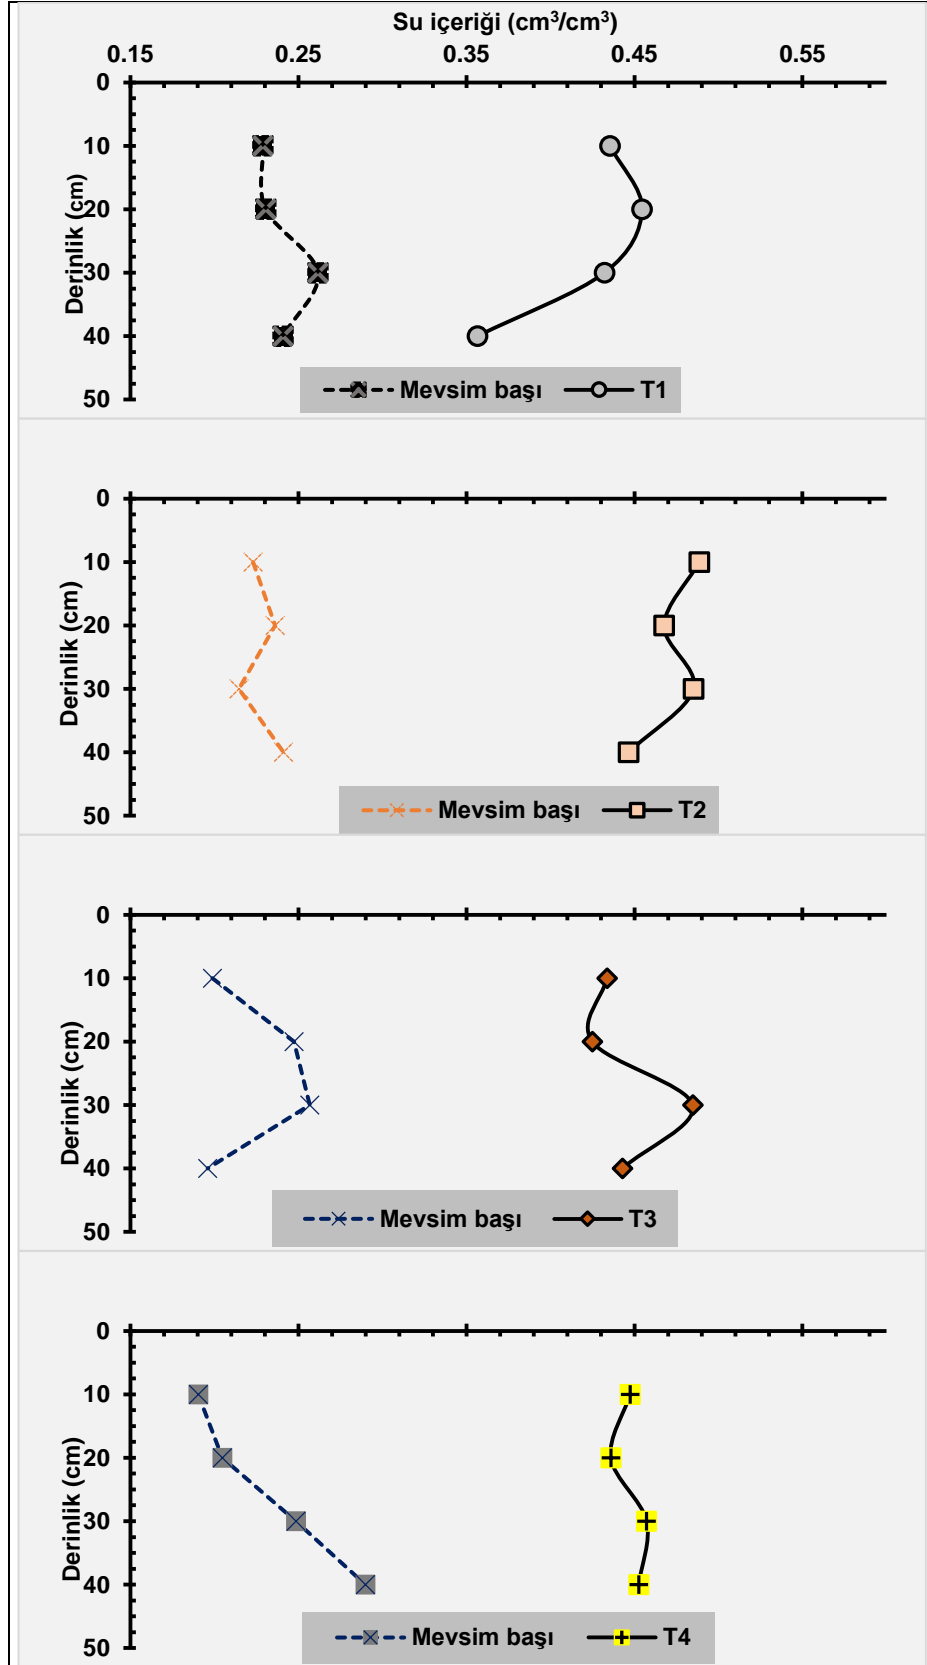 Su içeriği (cm³/cm³)
0.15 0.25 0.35 0.45 0.55
0
10
20
30
40
50
Derinlik (cm)
Mevsim başı T1
0
10
20
30
40
50
Derinlik (cm)
Mevsim başı T2
0
10
20
30
40
50
Derinlik (cm)
Mevsim başı T3
0
10
20
30
40
50
Derinlik (cm)
Mevsim başı T4